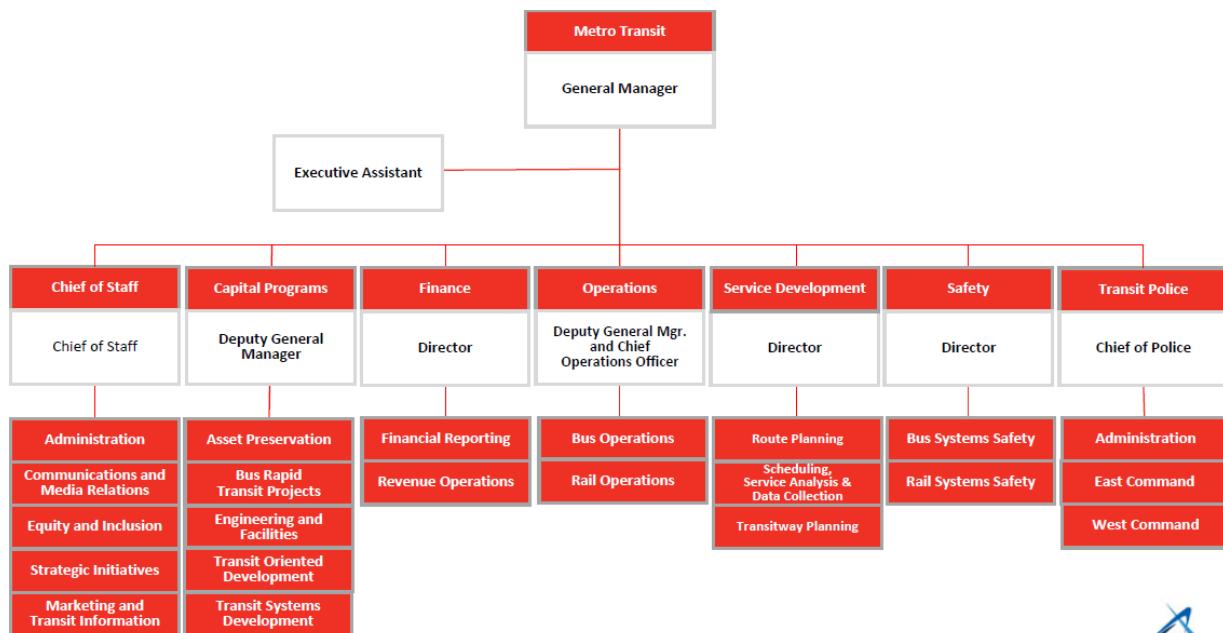 Metro Transit
General Manager
Executive Assistant
Chief of Staff
Chief of Staff
Capital Programs
Deputy General
Manager
Finance
Director
Operations
Deputy General Mgr.
and Chief
Operations Officer
Service Development
Director
Safety
Director
Transit Police
Chief of Police
Administration
Communications and
Media Relations
Equity and Inclusion
Strategic Initiatives
Marketing and
Transit Information
Asset Preservation
Bus Rapid
Transit Projects
Engineering and
Facilities
Transit Oriented
Development
Transit Systems
Development
Financial Reporting
Revenue Operations
Bus Operations
Rail Operations
Route Planning
Scheduling,
Service Analysis &
Data Collection
Transitway Planning
Bus Systems Safety
Rail Systems Safety
Administration
East Command
West Command